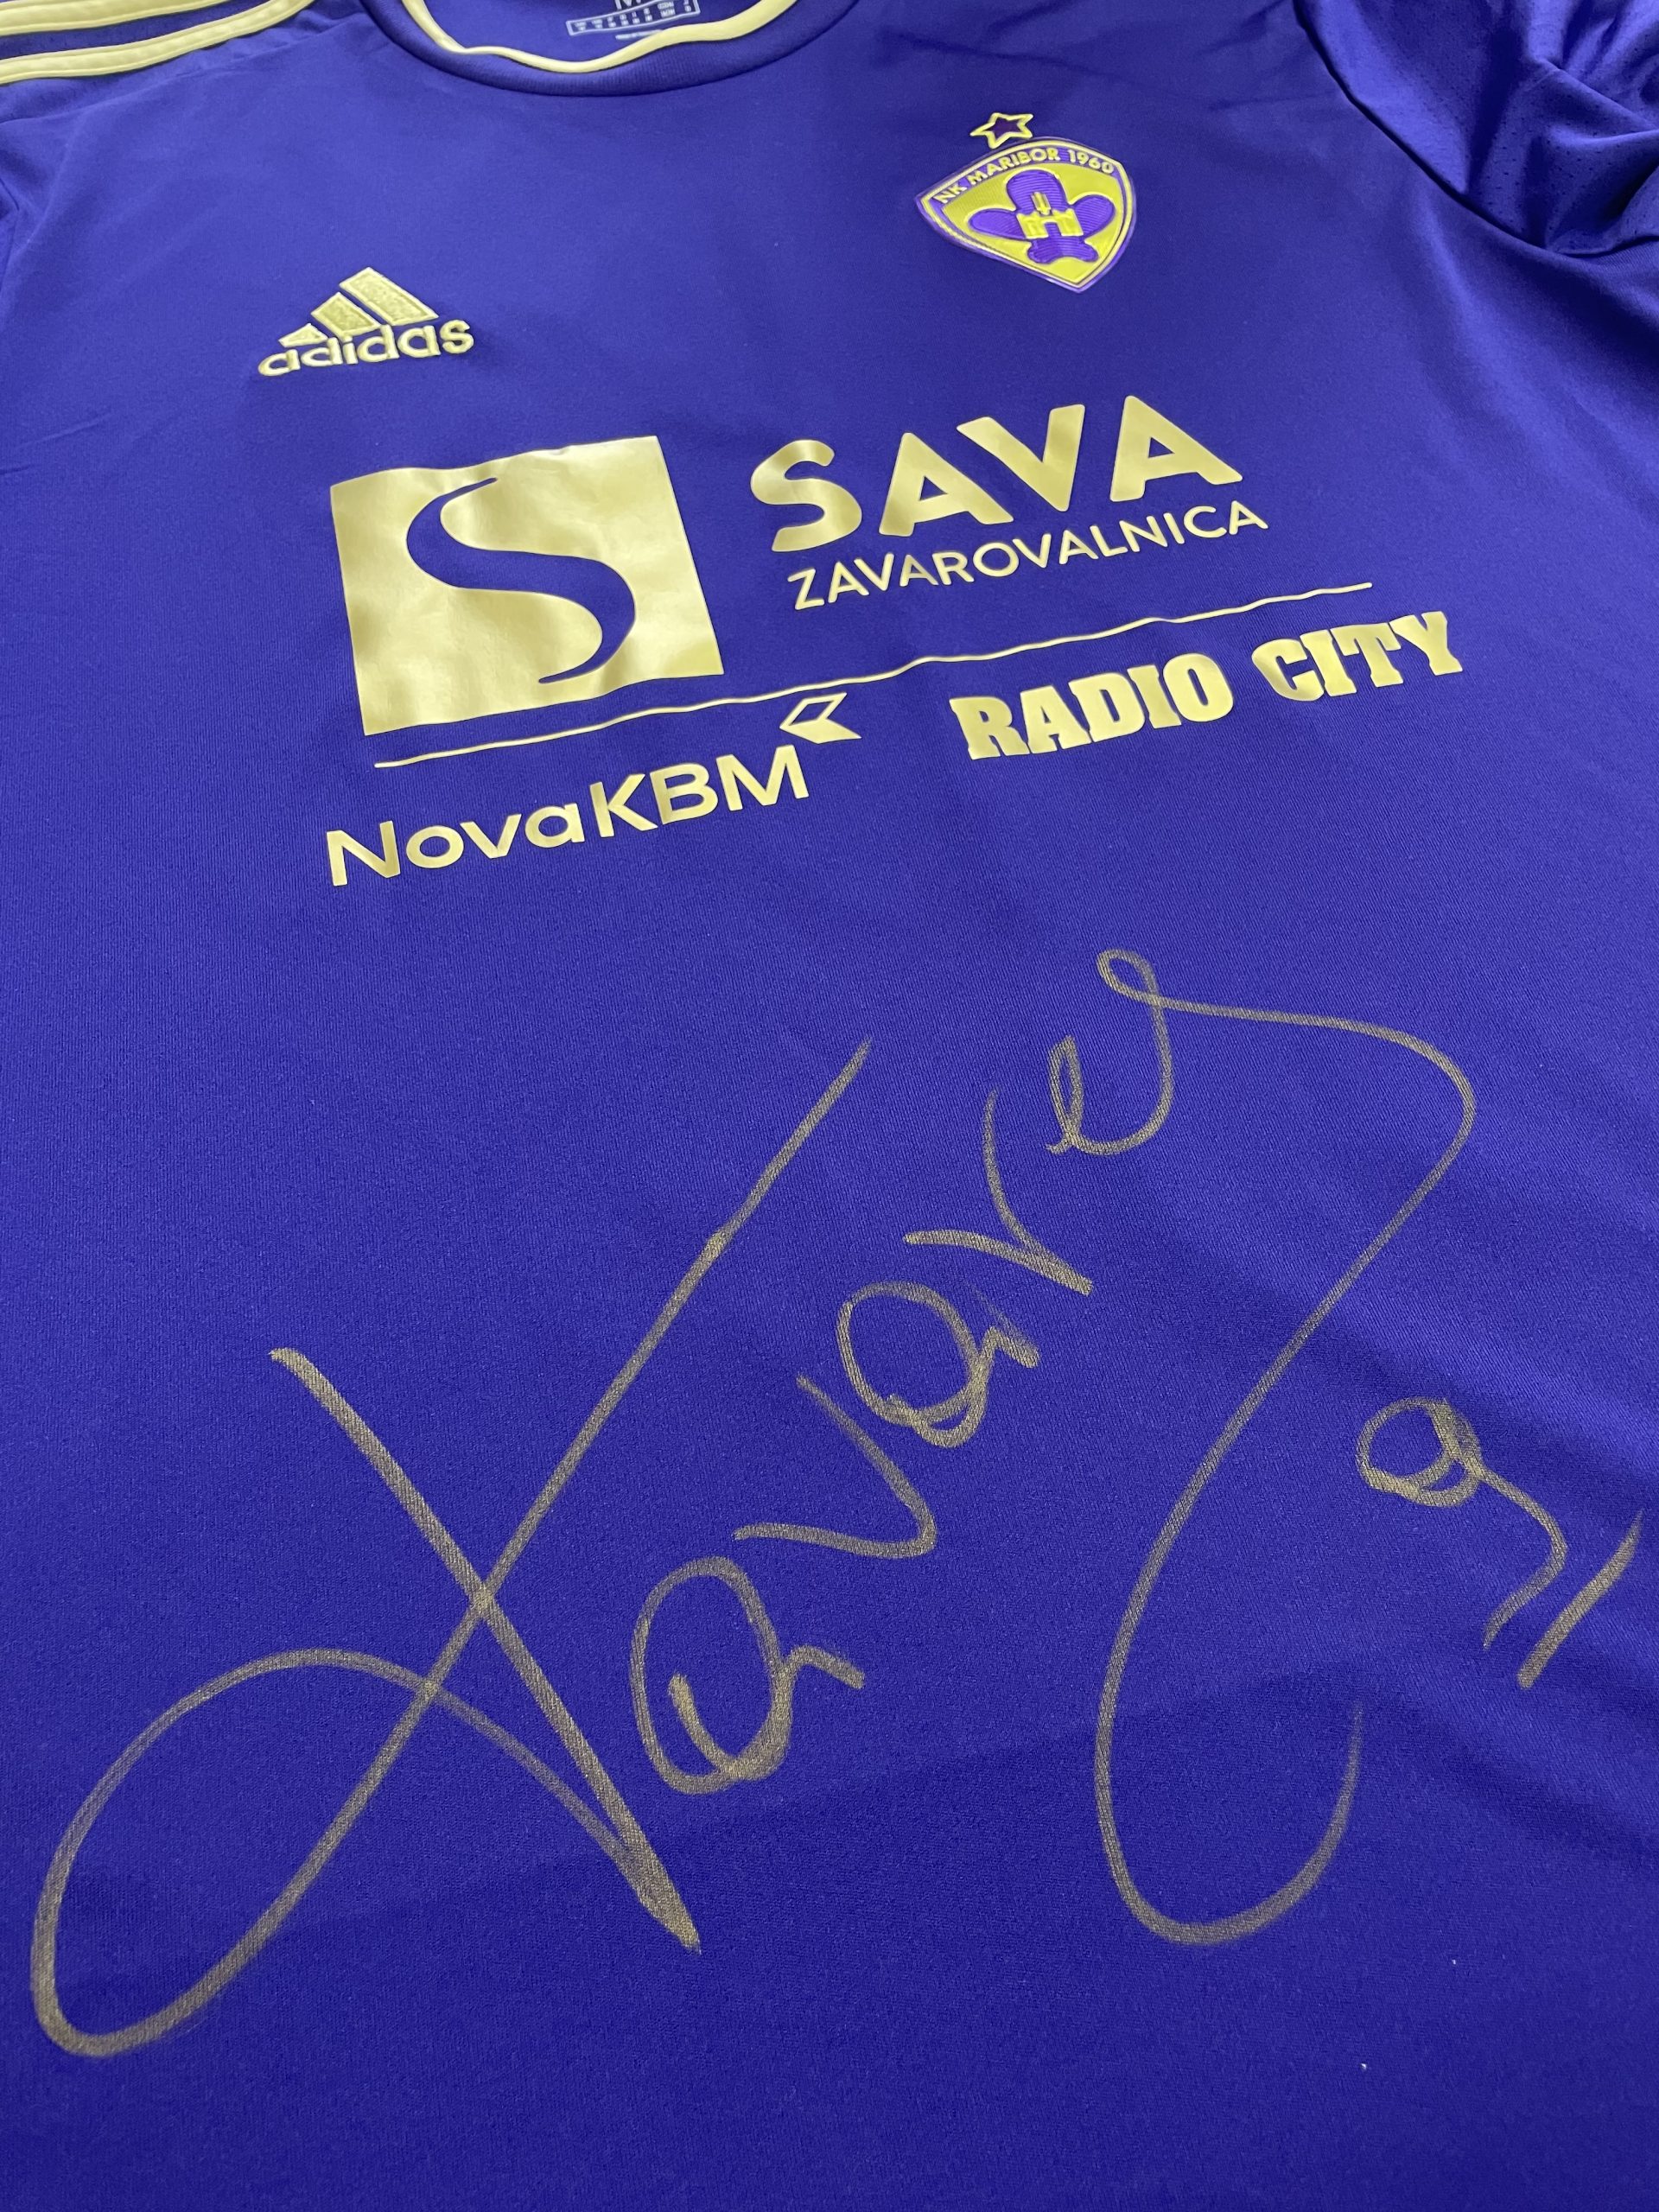 NK MARIBOR 1960
adidas
SAVA
ZAVAROVALNICA
NovaKBM
RADIO CITY
Tavares